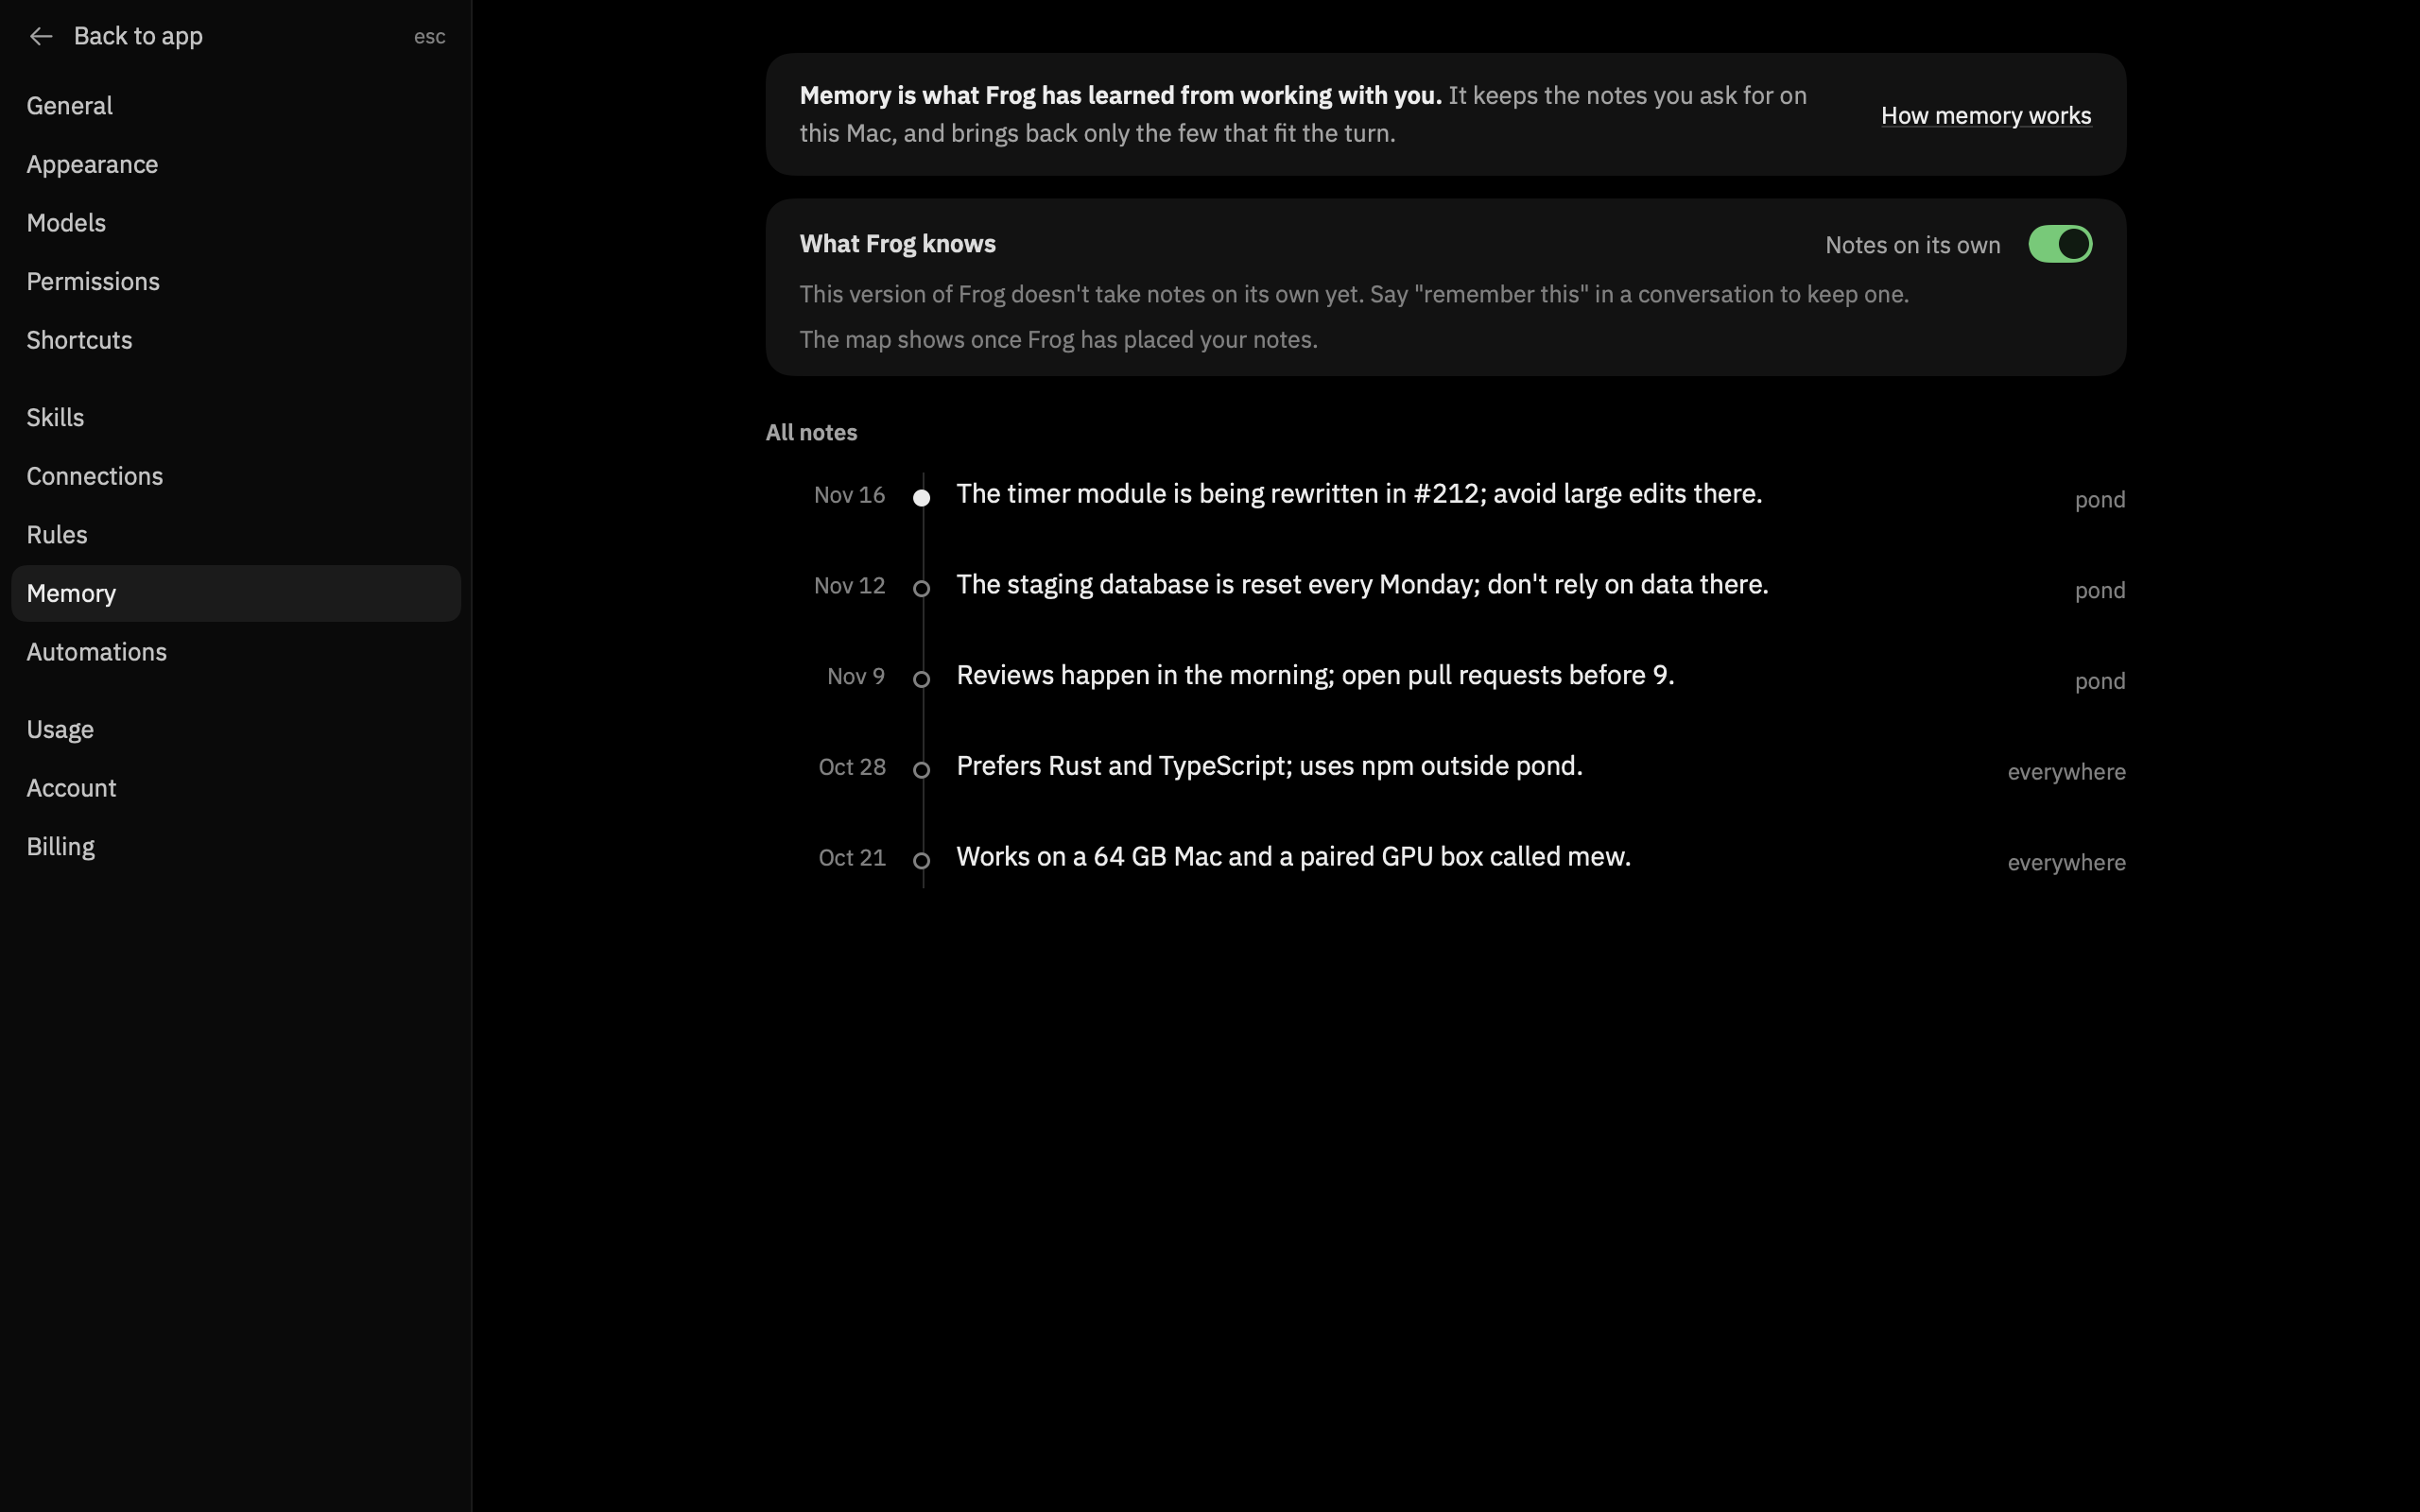 Back to app
esc
General
Appearance
Models
Permissions
Shortcuts
Skills
Connections
Rules
Memory
Automations
Usage
Account
Billing
Memory is what Frog has learned from working with you. It keeps the notes you ask for on
this Mac, and brings back only the few that fit the turn.
How memory works
What Frog knows
Notes on its own
This version of Frog doesn't take notes on its own yet. Say "remember this" in a conversation to keep one.
The map shows once Frog has placed your notes.
All notes
Nov 16 The timer module is being rewritten in #212; avoid large edits there. pond
Nov 12 The staging database is reset every Monday; don't rely on data there. pond
Nov 9 Reviews happen in the morning; open pull requests before 9. pond
Oct 28 Prefers Rust and TypeScript; uses npm outside pond. everywhere
Oct 21 Works on a 64 GB Mac and a paired GPU box called mew. everywhere